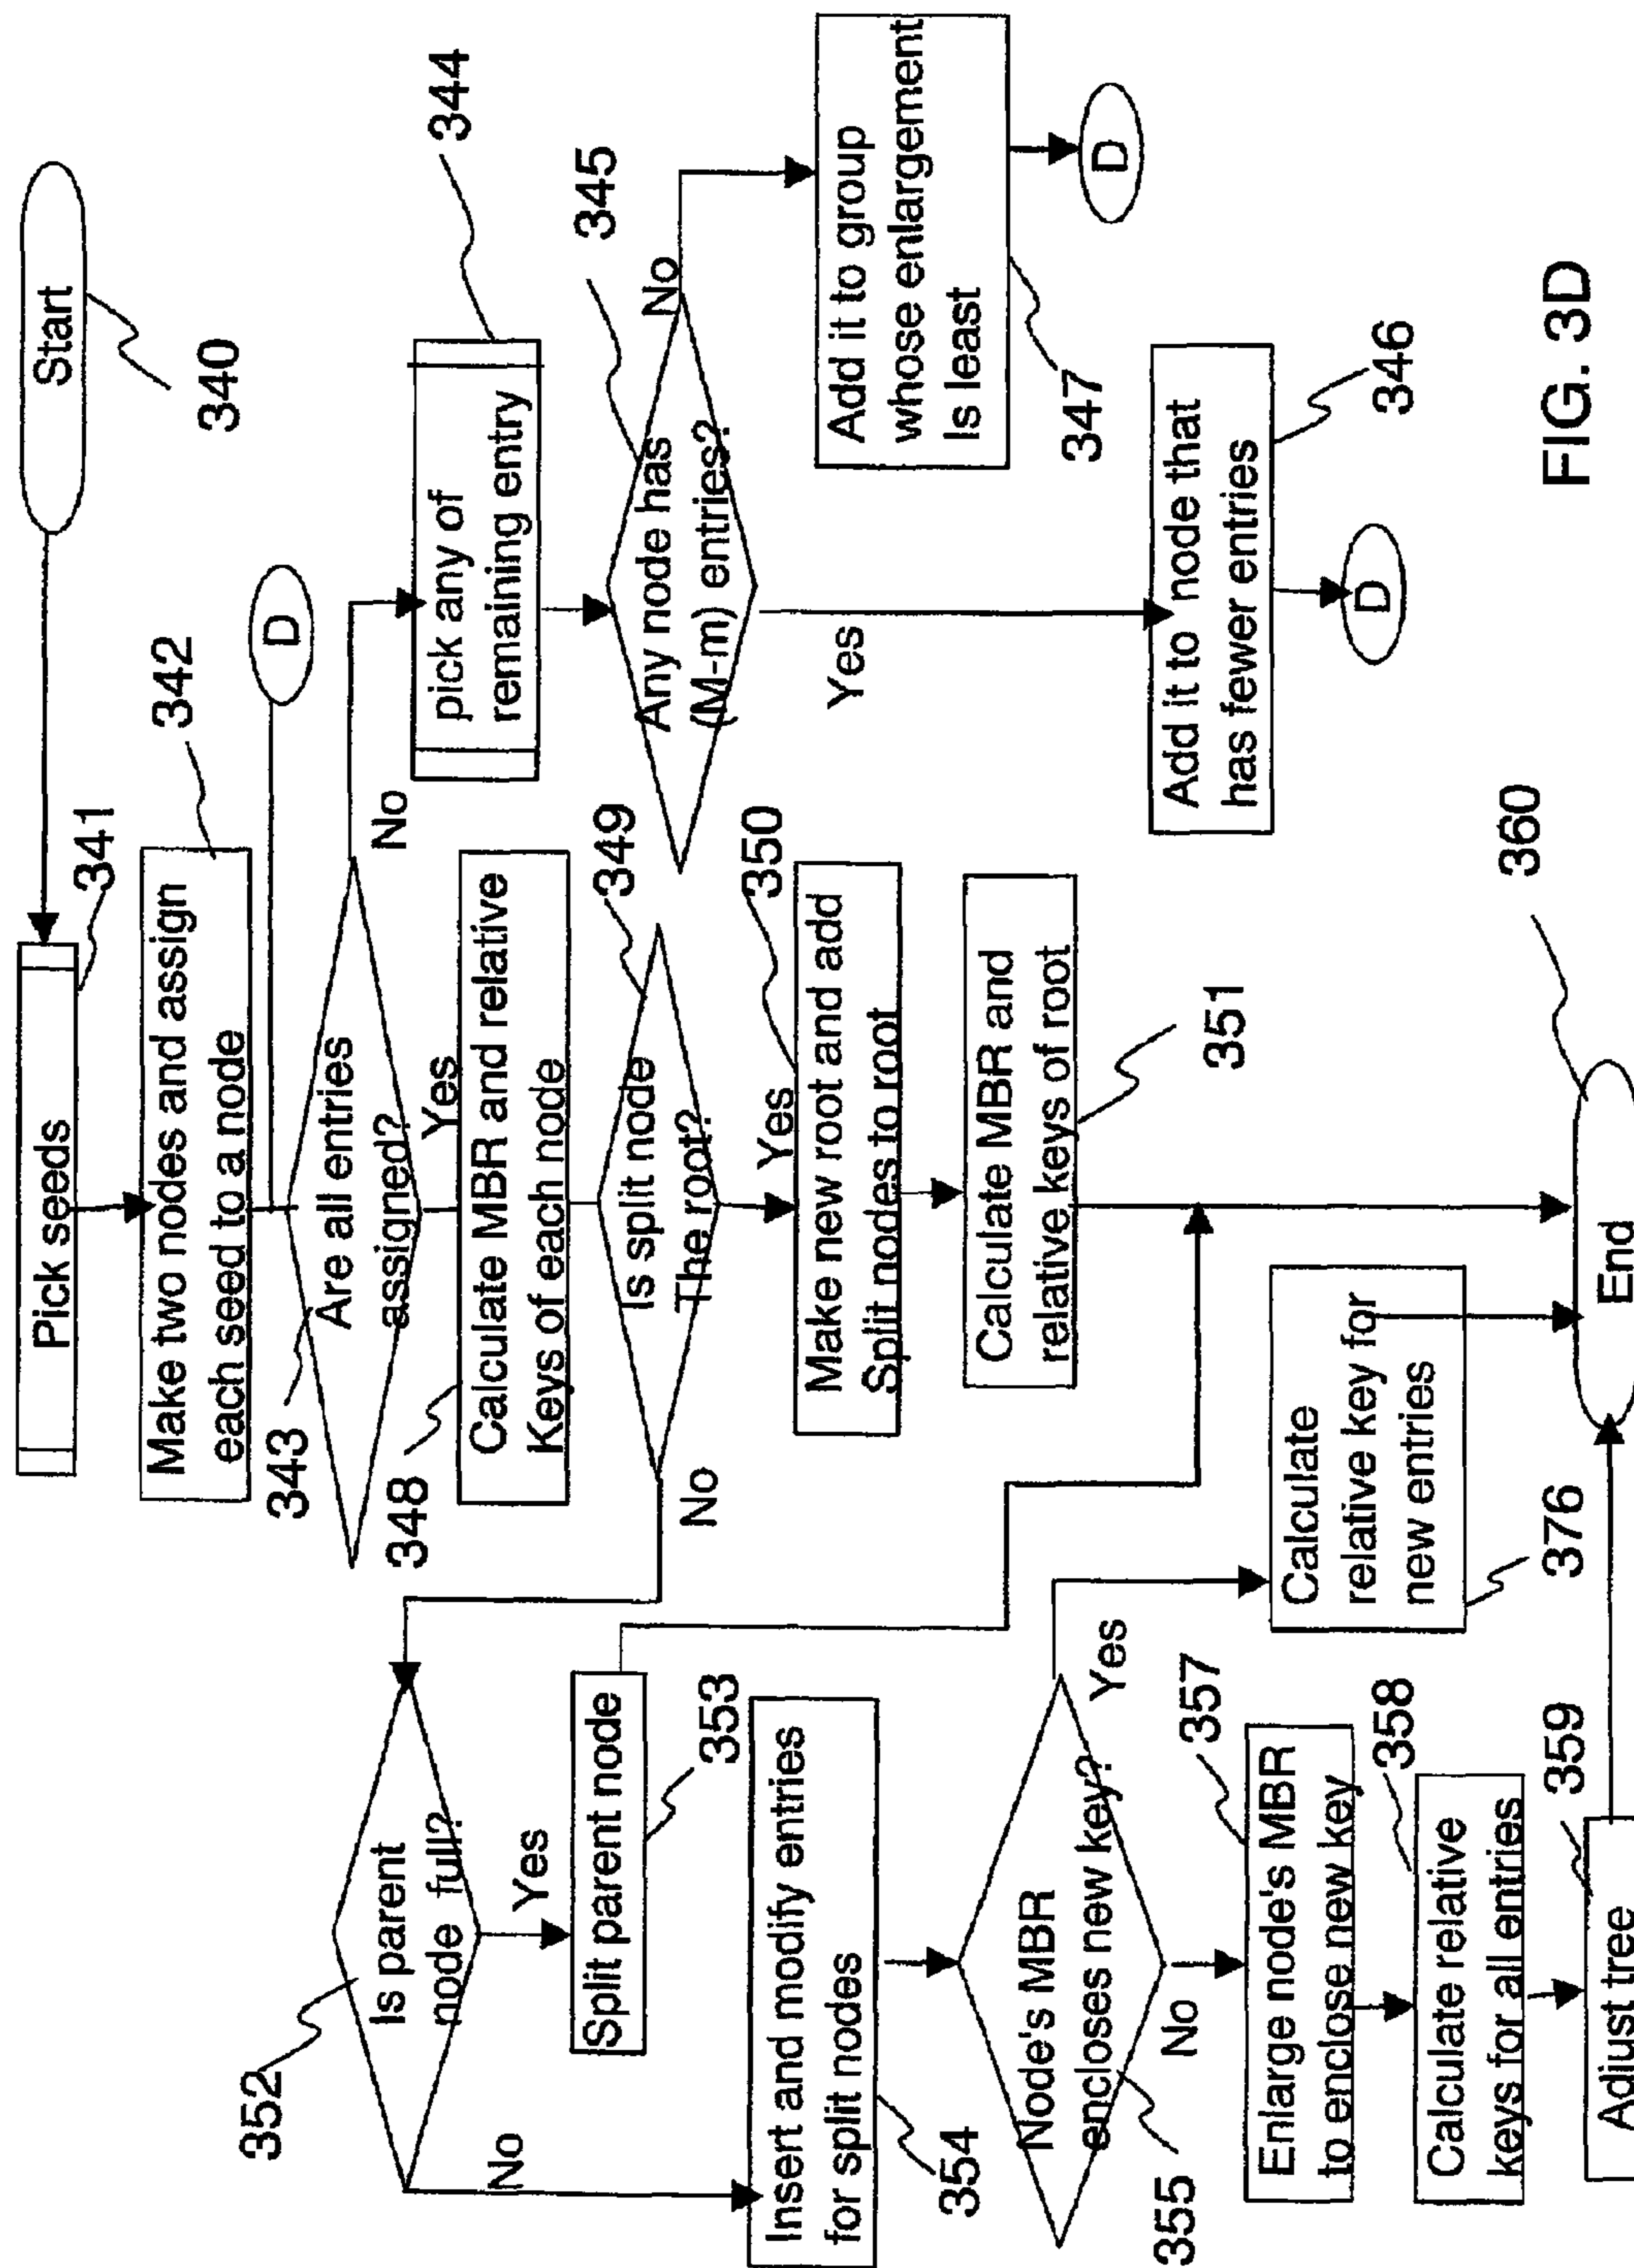 Start
340
Pick seeds
341
Make two nodes and assign
each seed to a node
342
D
Are all entries
assigned?
343
No
Yes
pick any of
remaining entry
344
Any node has
(M-m) entries?
345
No
Yes
Add it to group
whose enlargement
Is least
347
D
Add it to node that
has fewer entries
346
D
Calculate MBR and relative
Keys of each node
348
Is split node
The root?
349
Yes
No
Make new root and add
Split nodes to root
350
Calculate MBR and
relative keys of root
351
Is parent
node full?
352
Yes
No
Split parent node
353
Insert and modify entries
for split nodes
354
Node's MBR
encloses new key?
355
Yes
No
Calculate
relative key for
new entries
376
Enlarge node's MBR
to enclose new key
357
Calculate relative
keys for all entries
358
Adjust tree
359
End
360
FIG. 3D